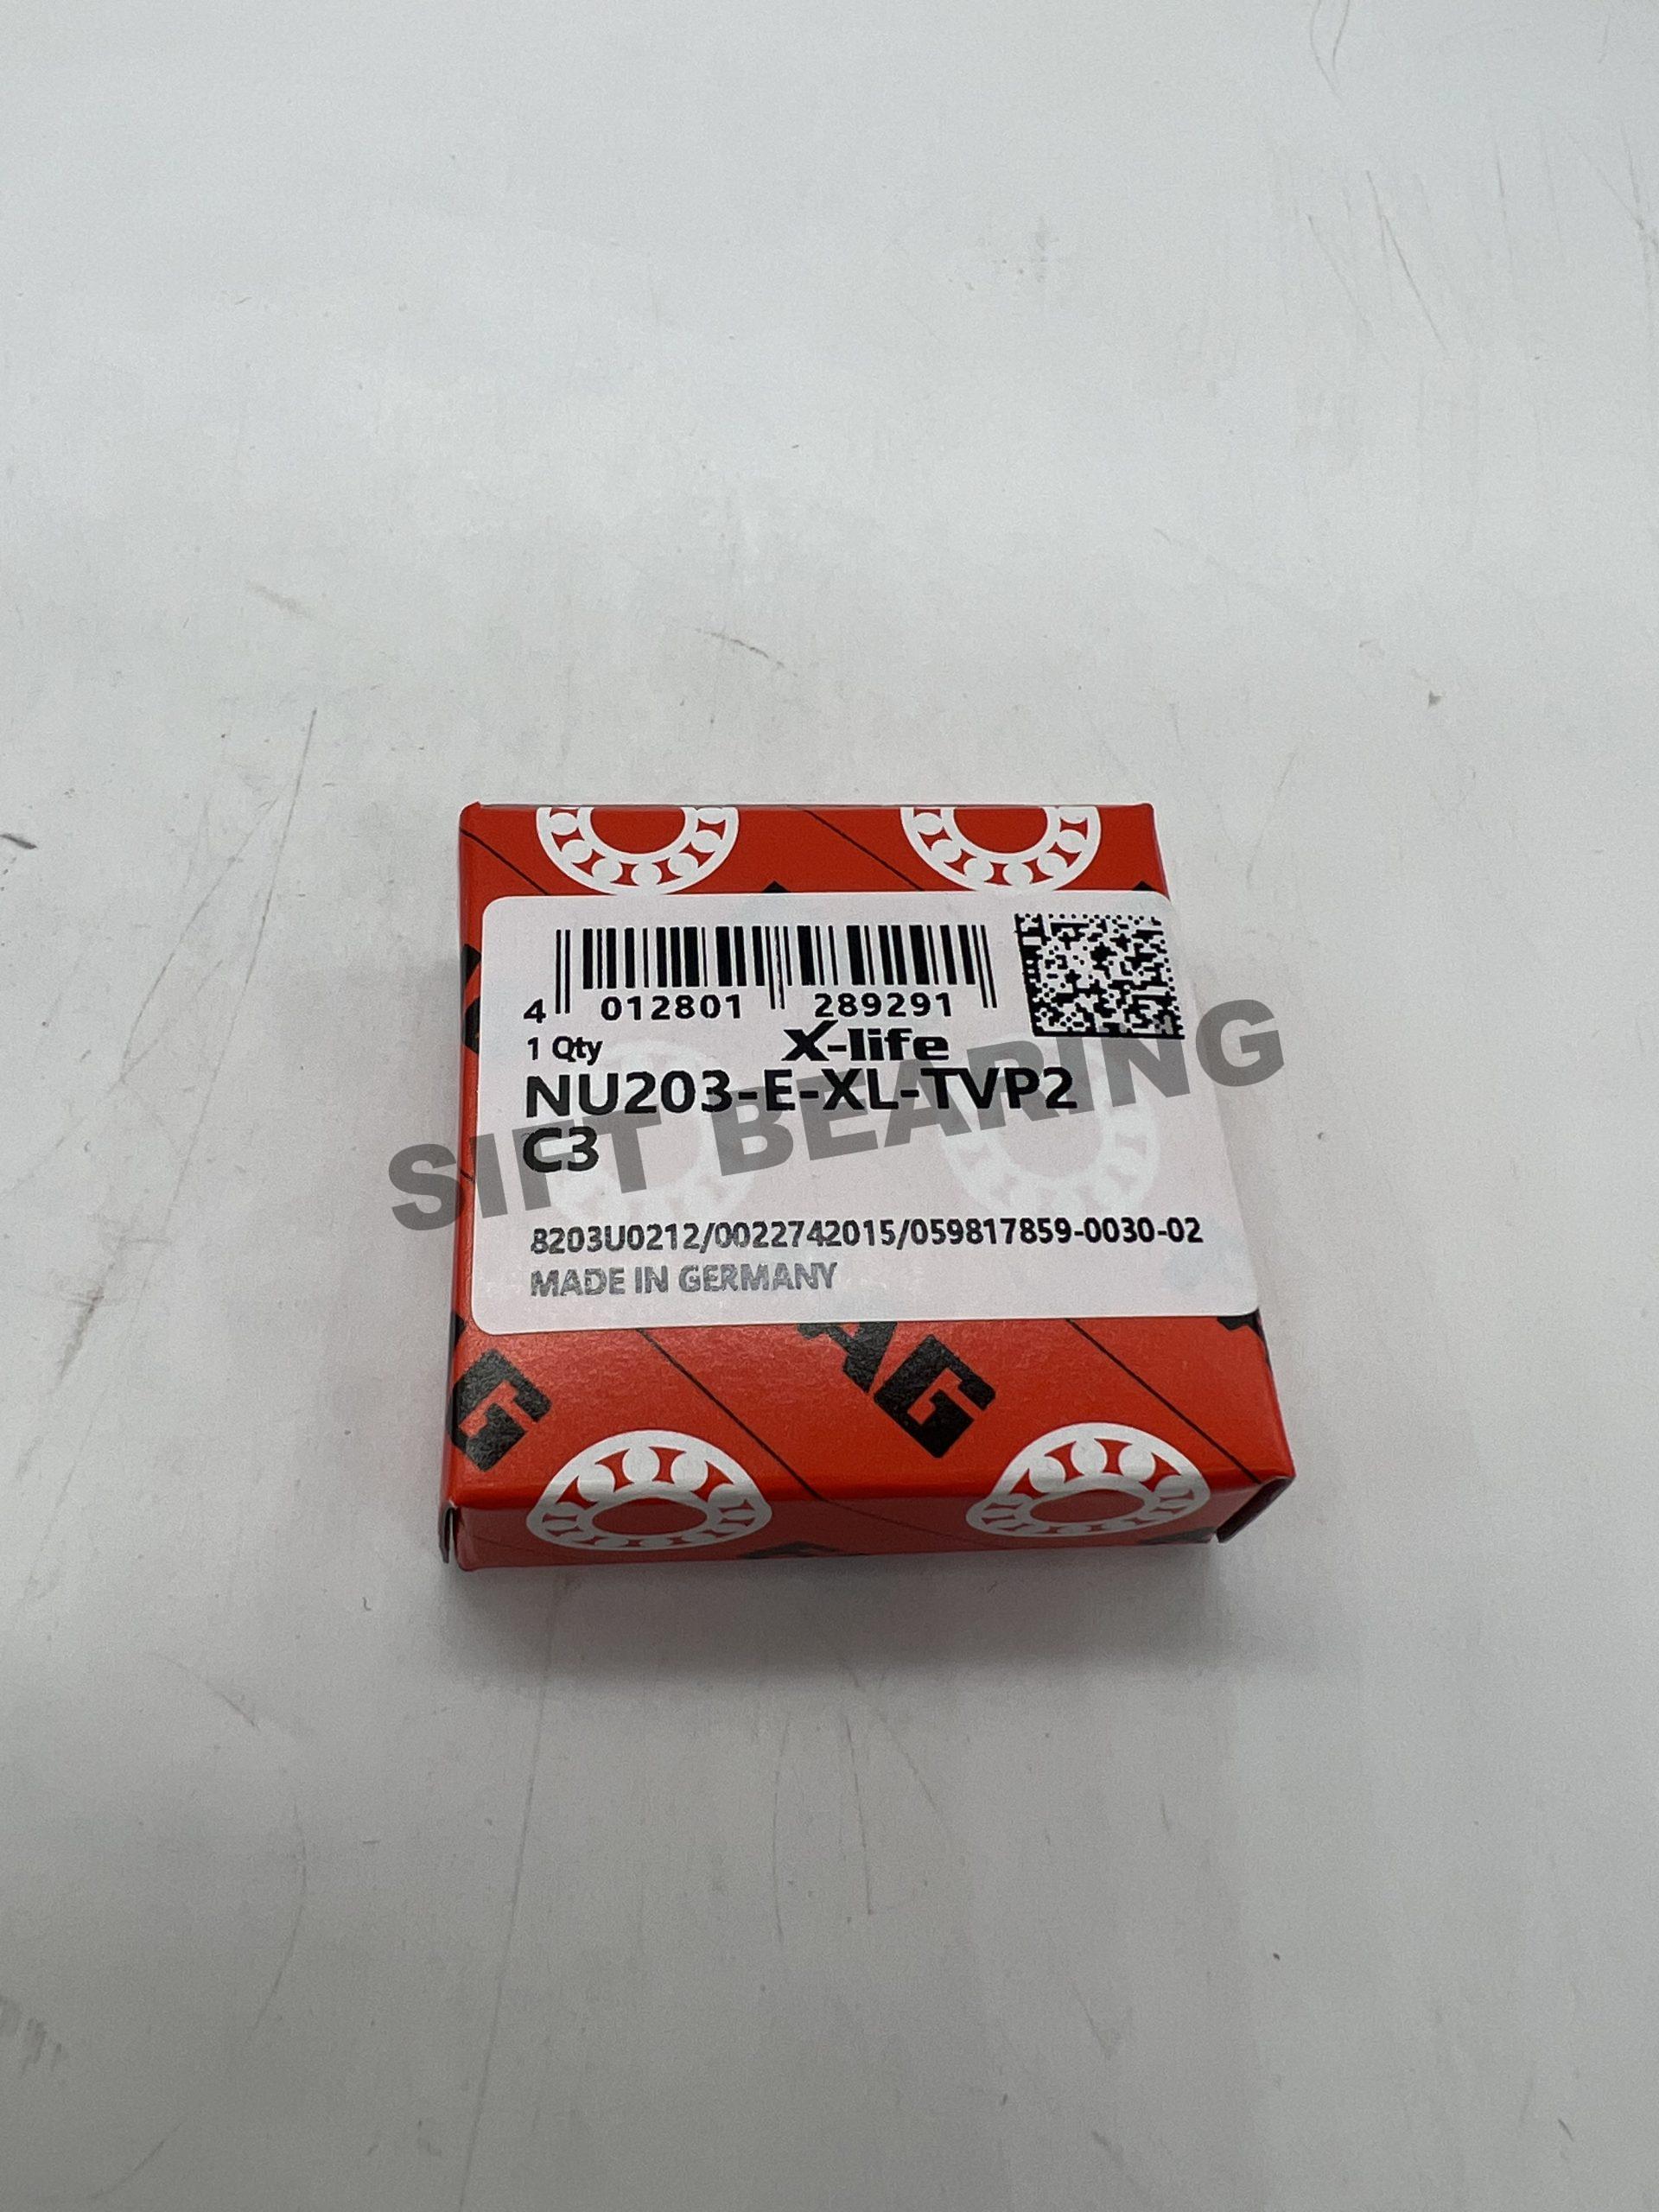 4 012801 289291
1 Qty X-life
NU203-E-XL-TVP2
C3
SIFT BEARING
8203U0212/0022742015/059817859-0030-02
MADE IN GERMANY
G AG